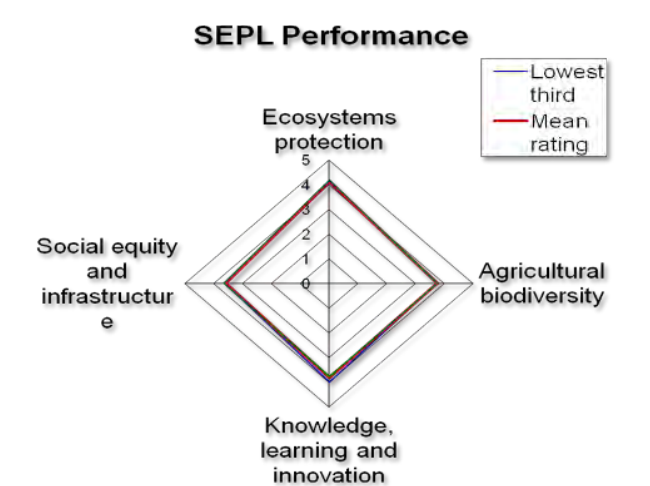 SEPL Performance
Lowest
third
Mean
rating
Ecosystems
protection
5
4
3
2
1
0
Social equity
and
infrastructur
e
Agricultural
biodiversity
Knowledge,
learning and
innovation